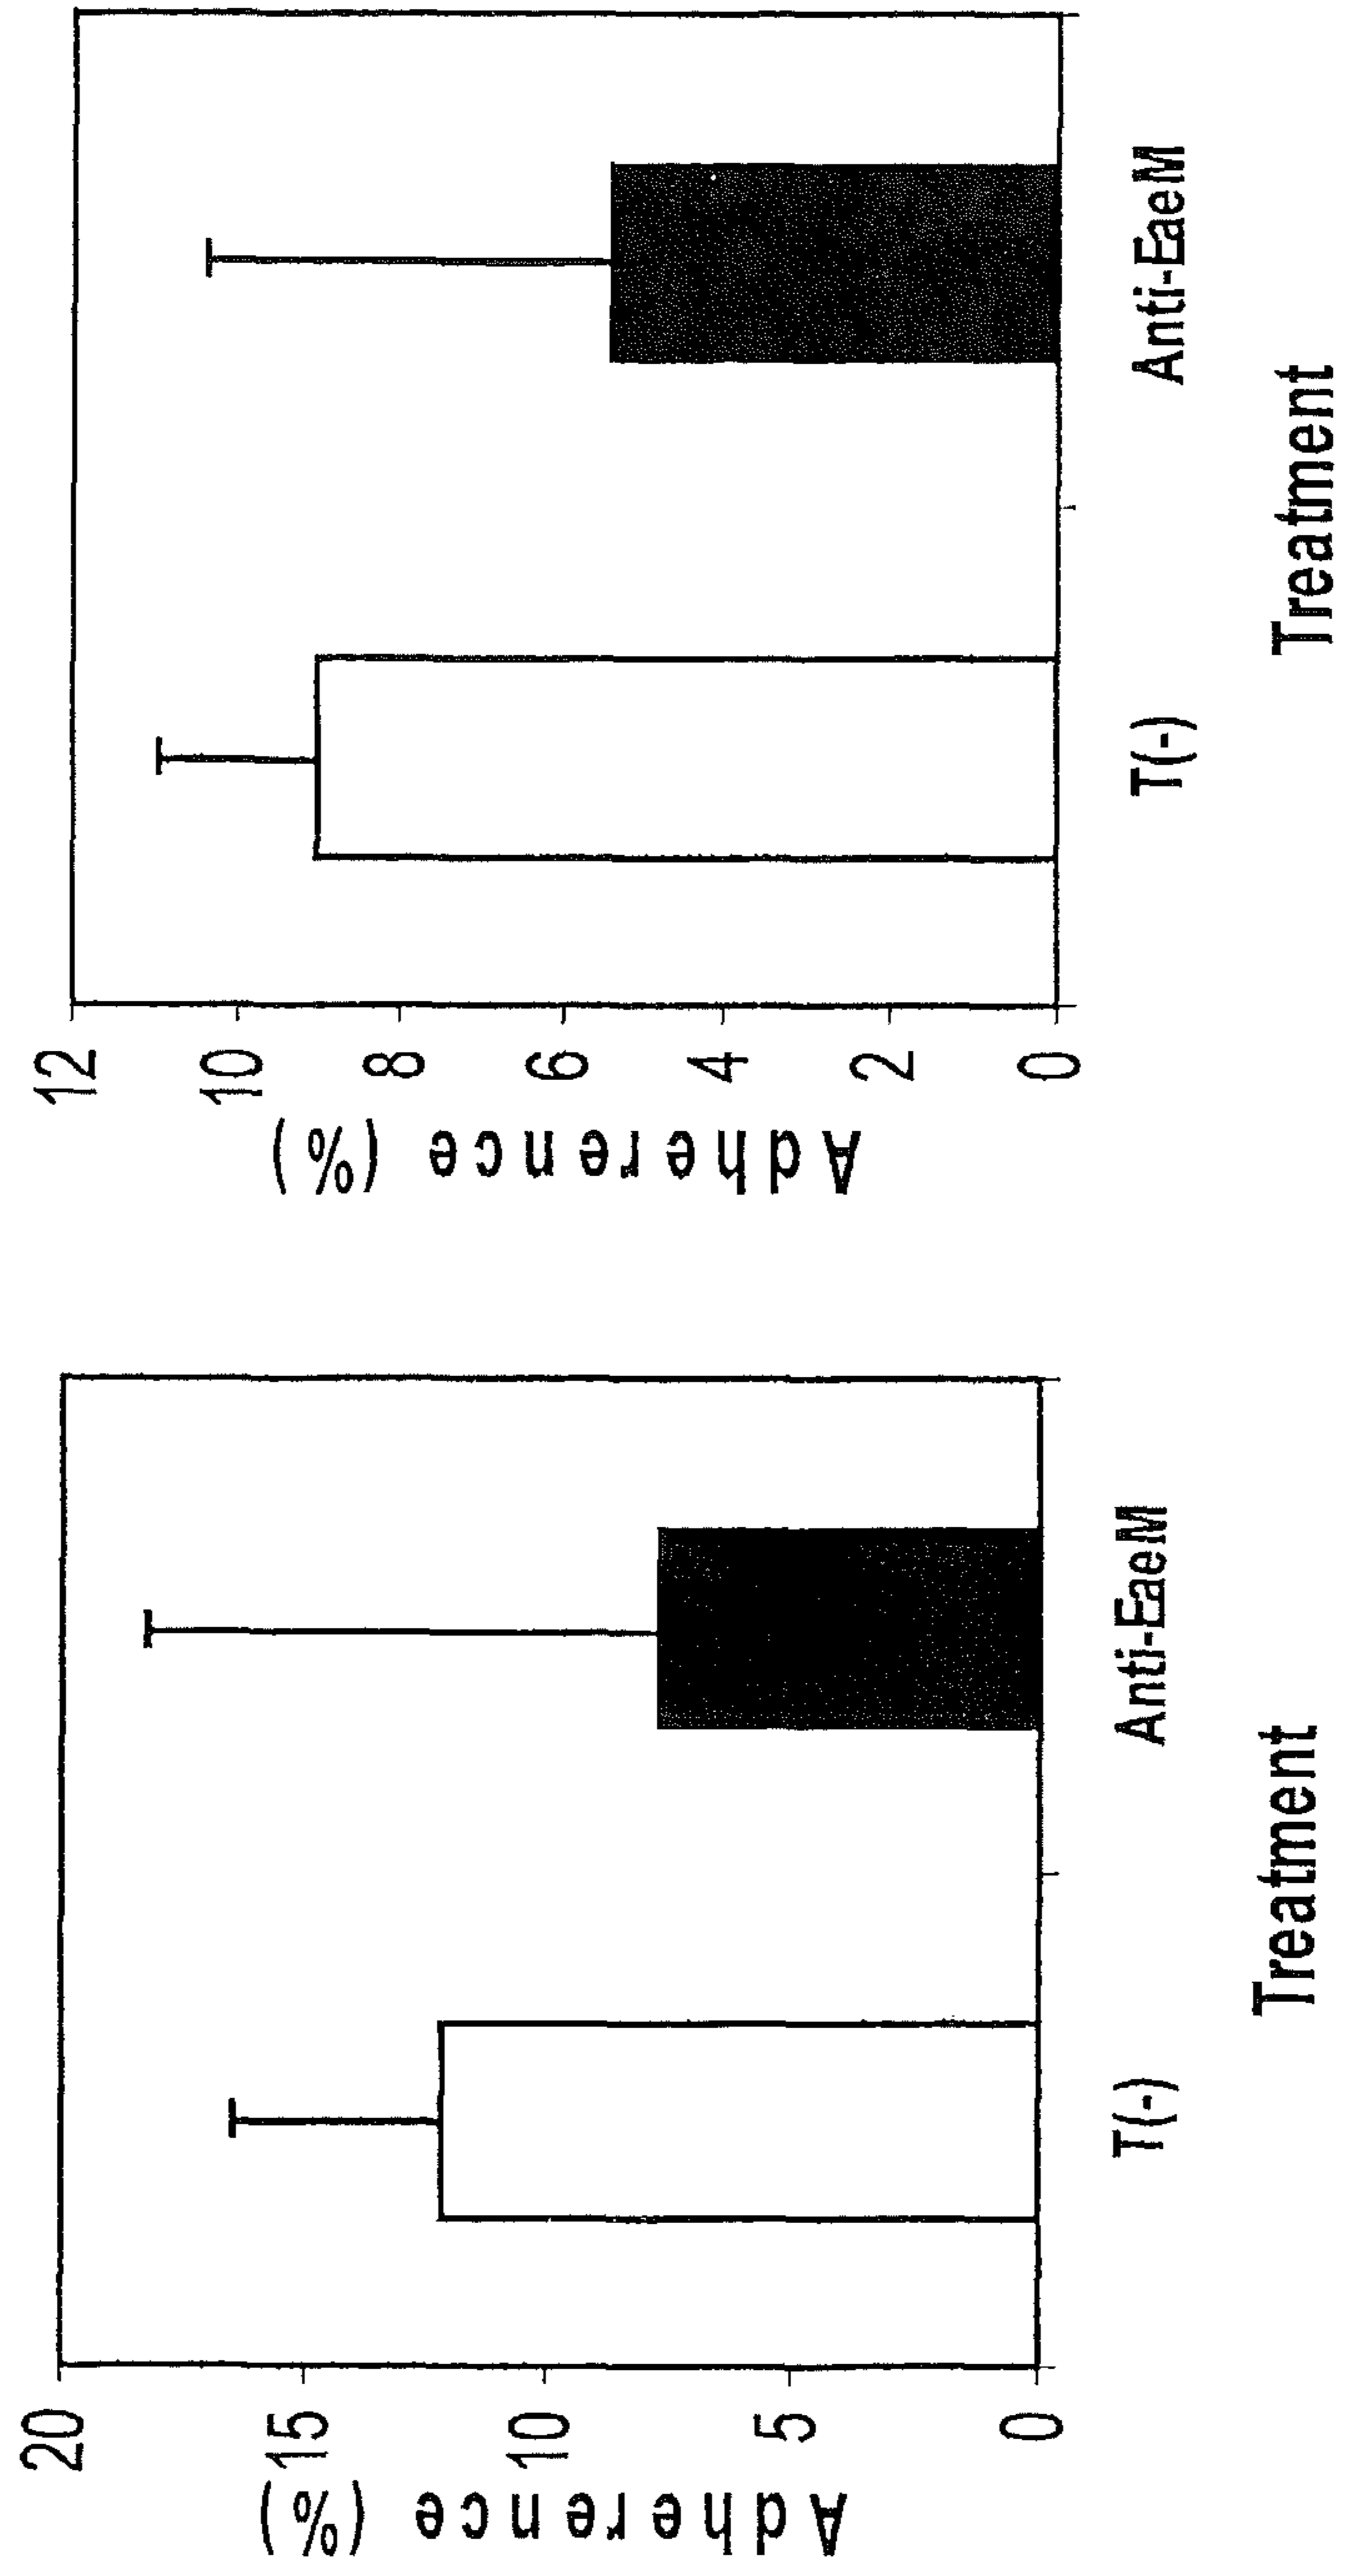 Adherence (%)
20
15
10
5
0
T(-)
Anti-EaeM
Treatment
Adherence (%)
12
10
8
6
4
2
0
T(-)
Anti-EaeM
Treatment